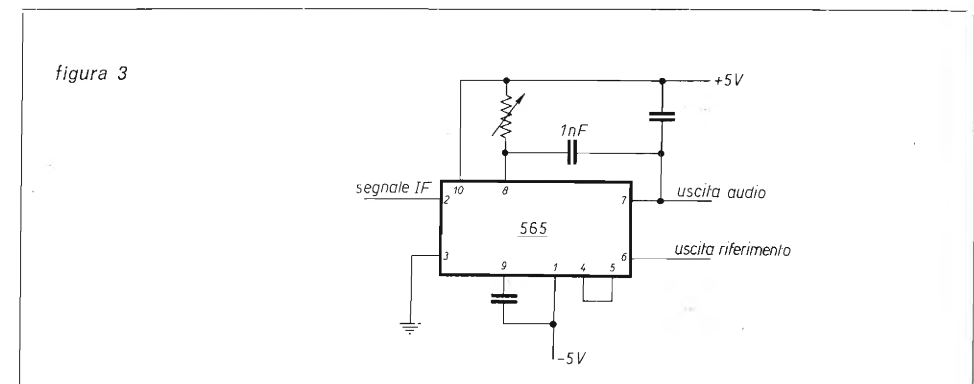 figura 3
+5V
1nF
segnale IF
10
8
2
7
uscita audio
565
3
6
uscita riferimento
9
1
4
5
-5V